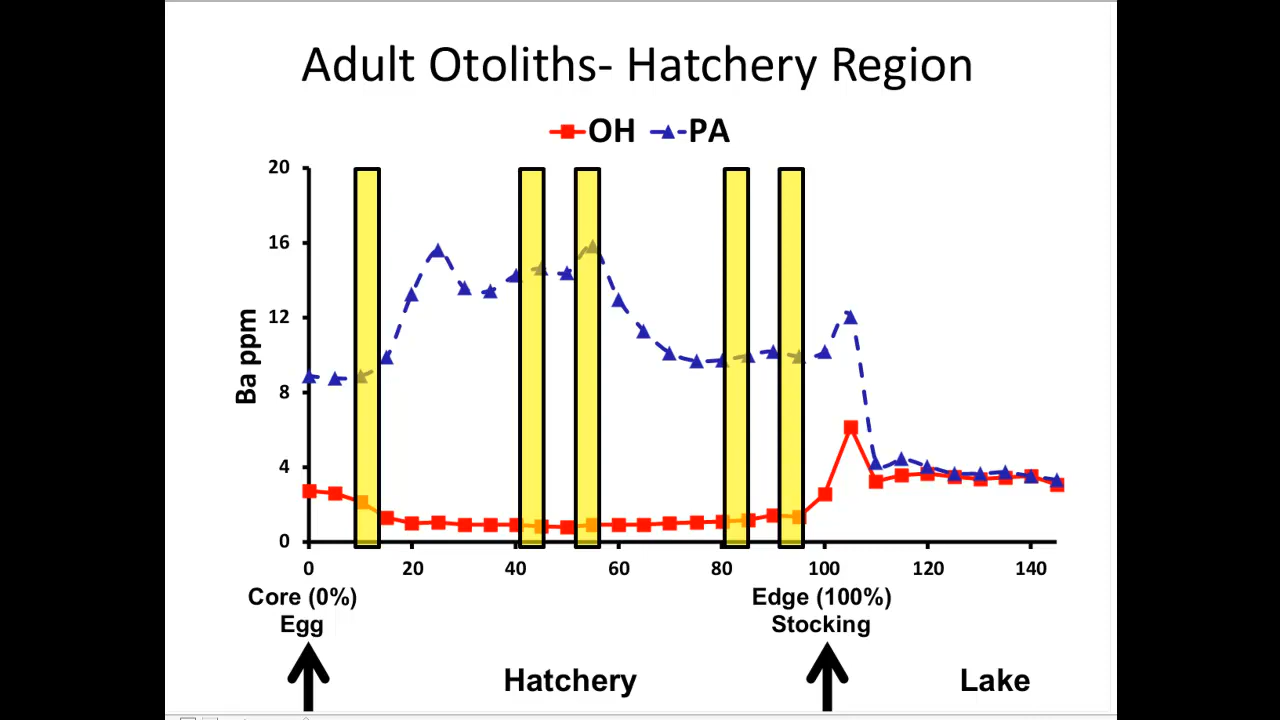 Adult Otoliths- Hatchery Region
OH PA
20
16
12
8
4
0
Ba ppm
0 20 40 60 80 100 120 140
Core (0%) Edge (100%)
Egg Stocking
Hatchery Lake